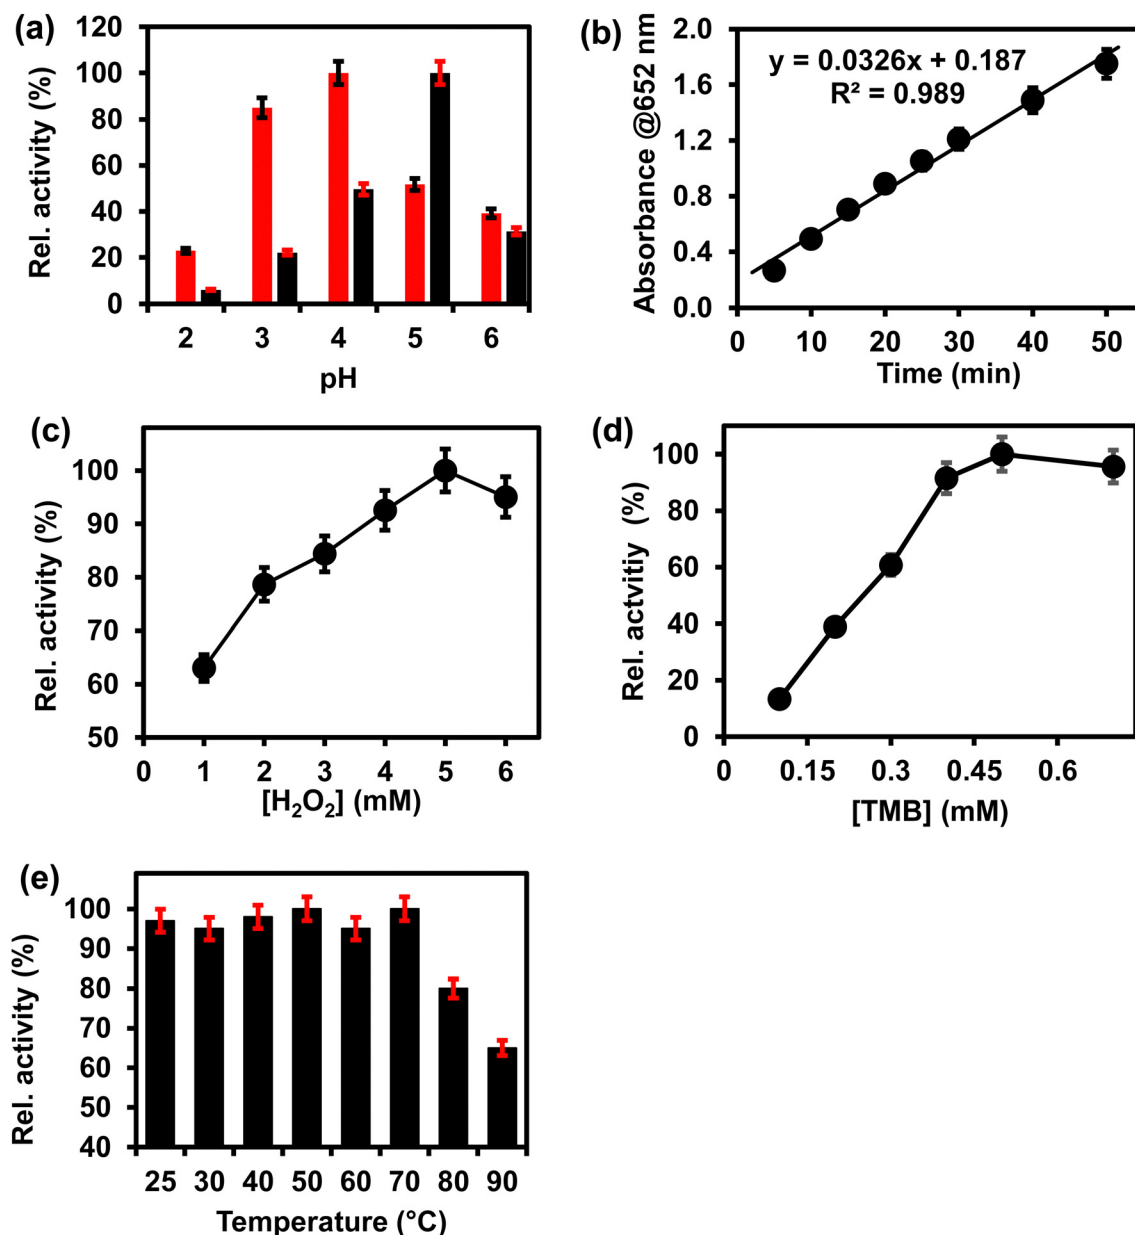 (a)
Rel. activity (%)
120
100
80
60
40
20
0
2 3 4 5 6
pH
(b)
Absorbance @652 nm
y = 0.0326x + 0.187
R² = 0.989
2.0
1.6
1.2
0.8
0.4
0.0
0 10 20 30 40 50
Time (min)
(c)
Rel. activity (%)
100
90
80
70
60
50
0 1 2 3 4 5 6
[H₂O₂] (mM)
(d)
Rel. actvitiy (%)
100
80
60
40
20
0
0 0.15 0.3 0.45 0.6
[TMB] (mM)
(e)
Rel. activity (%)
100
90
80
70
60
50
40
25 30 40 50 60 70 80 90
Temperature (°C)